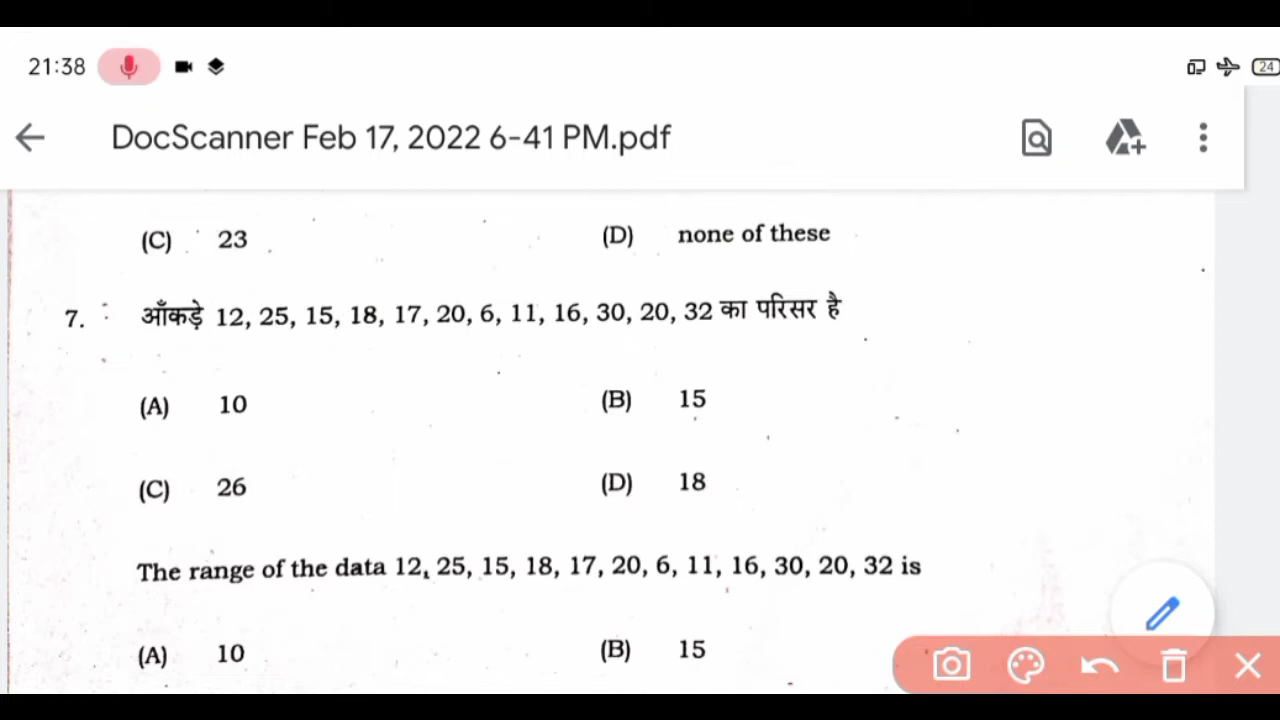 21:38
24
DocScanner Feb 17, 2022 6-41 PM.pdf
(C) 23 (D) none of these
7. आँकड़े 12, 25, 15, 18, 17, 20, 6, 11, 16, 30, 20, 32 का परिसर है
(A) 10 (B) 15
(C) 26 (D) 18
The range of the data 12, 25, 15, 18, 17, 20, 6, 11, 16, 30, 20, 32 is
(A) 10 (B) 15